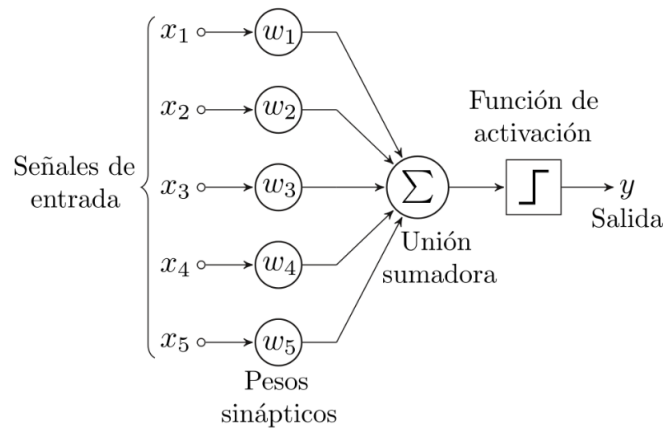 x1
w1
x2
w2
Función de
activación
Señales de
entrada
x3
w3
Σ
y
Salida
Unión
sumadora
x4
w4
x5
w5
Pesos
sinápticos